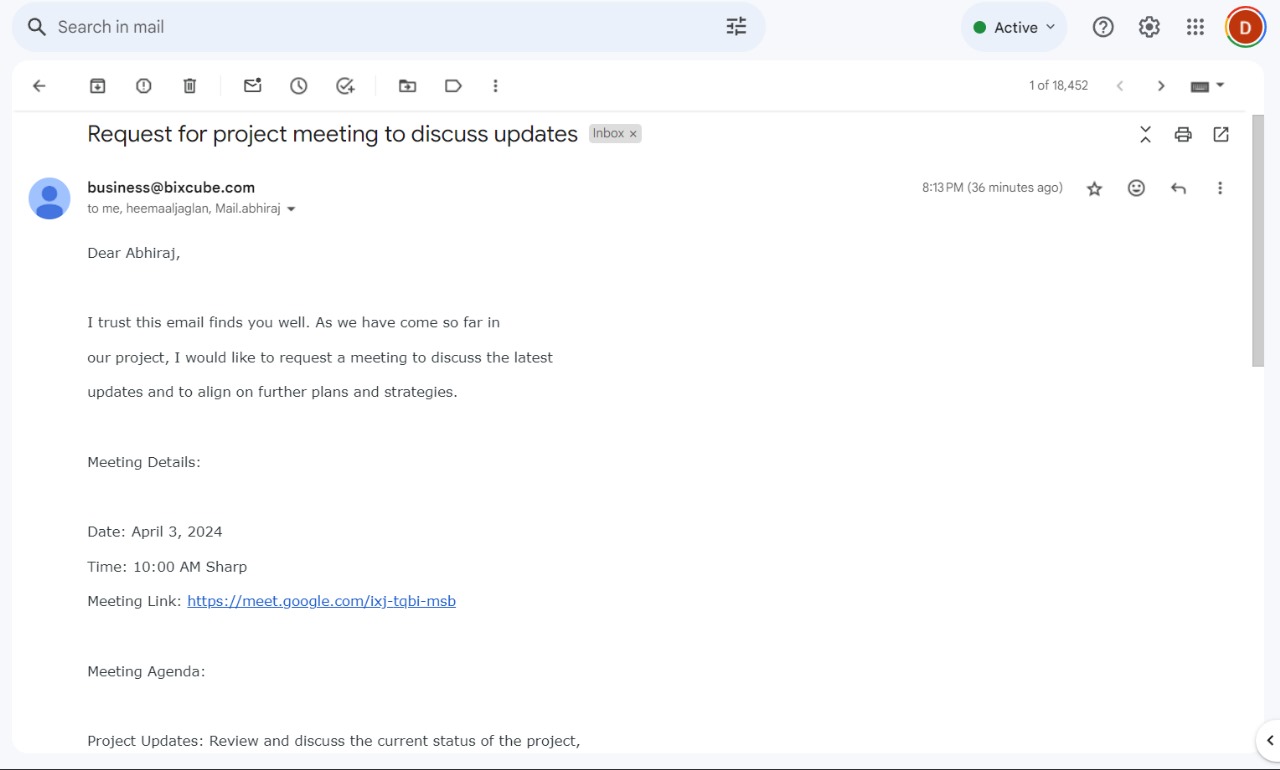 Search in mail
Active
D
1 of 18,452
Request for project meeting to discuss updates Inbox ×
business@bixcube.com 8:13 PM (36 minutes ago)
to me, heemaaljaglan, Mail.abhiraj
Dear Abhiraj,
I trust this email finds you well. As we have come so far in
our project, I would like to request a meeting to discuss the latest
updates and to align on further plans and strategies.
Meeting Details:
Date: April 3, 2024
Time: 10:00 AM Sharp
Meeting Link: https://meet.google.com/ixj-tqbi-msb
Meeting Agenda:
Project Updates: Review and discuss the current status of the project,